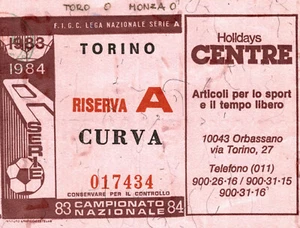 TORO O MONZA O
F.I.G.C. LEGA NAZIONALE SERIE A
1983
1984
A
SERIE
TORINO
RISERVA A
CURVA
017434
CONSERVARE PER IL CONTROLLO
83 CAMPIONATO 84
NAZIONALE
Holidays
CENTRE
Articoli per lo sport
e il tempo libero
10043 Orbassano
via Torino, 27
Telefono (011)
900·26·16 / 900·31·15
900·31·16